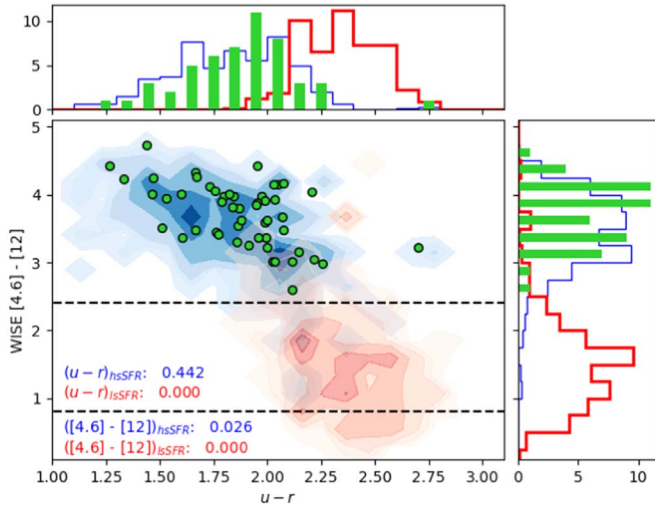 10
5
0
5
4
3
2
1
WISE [4.6] - [12]
(u − r)hsSFR: 0.442
(u − r)lsSFR: 0.000
([4.6] - [12])hsSFR: 0.026
([4.6] - [12])lsSFR: 0.000
1.00 1.25 1.50 1.75 2.00 2.25 2.50 2.75 3.00
u − r
0 5 10